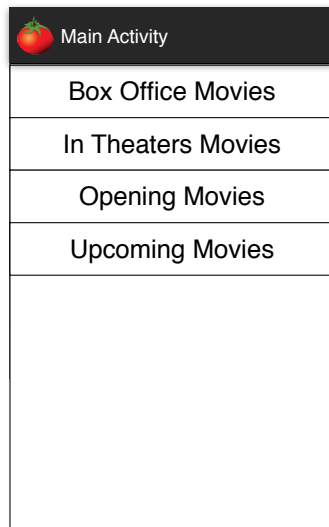 Main Activity
Box Office Movies
In Theaters Movies
Opening Movies
Upcoming Movies